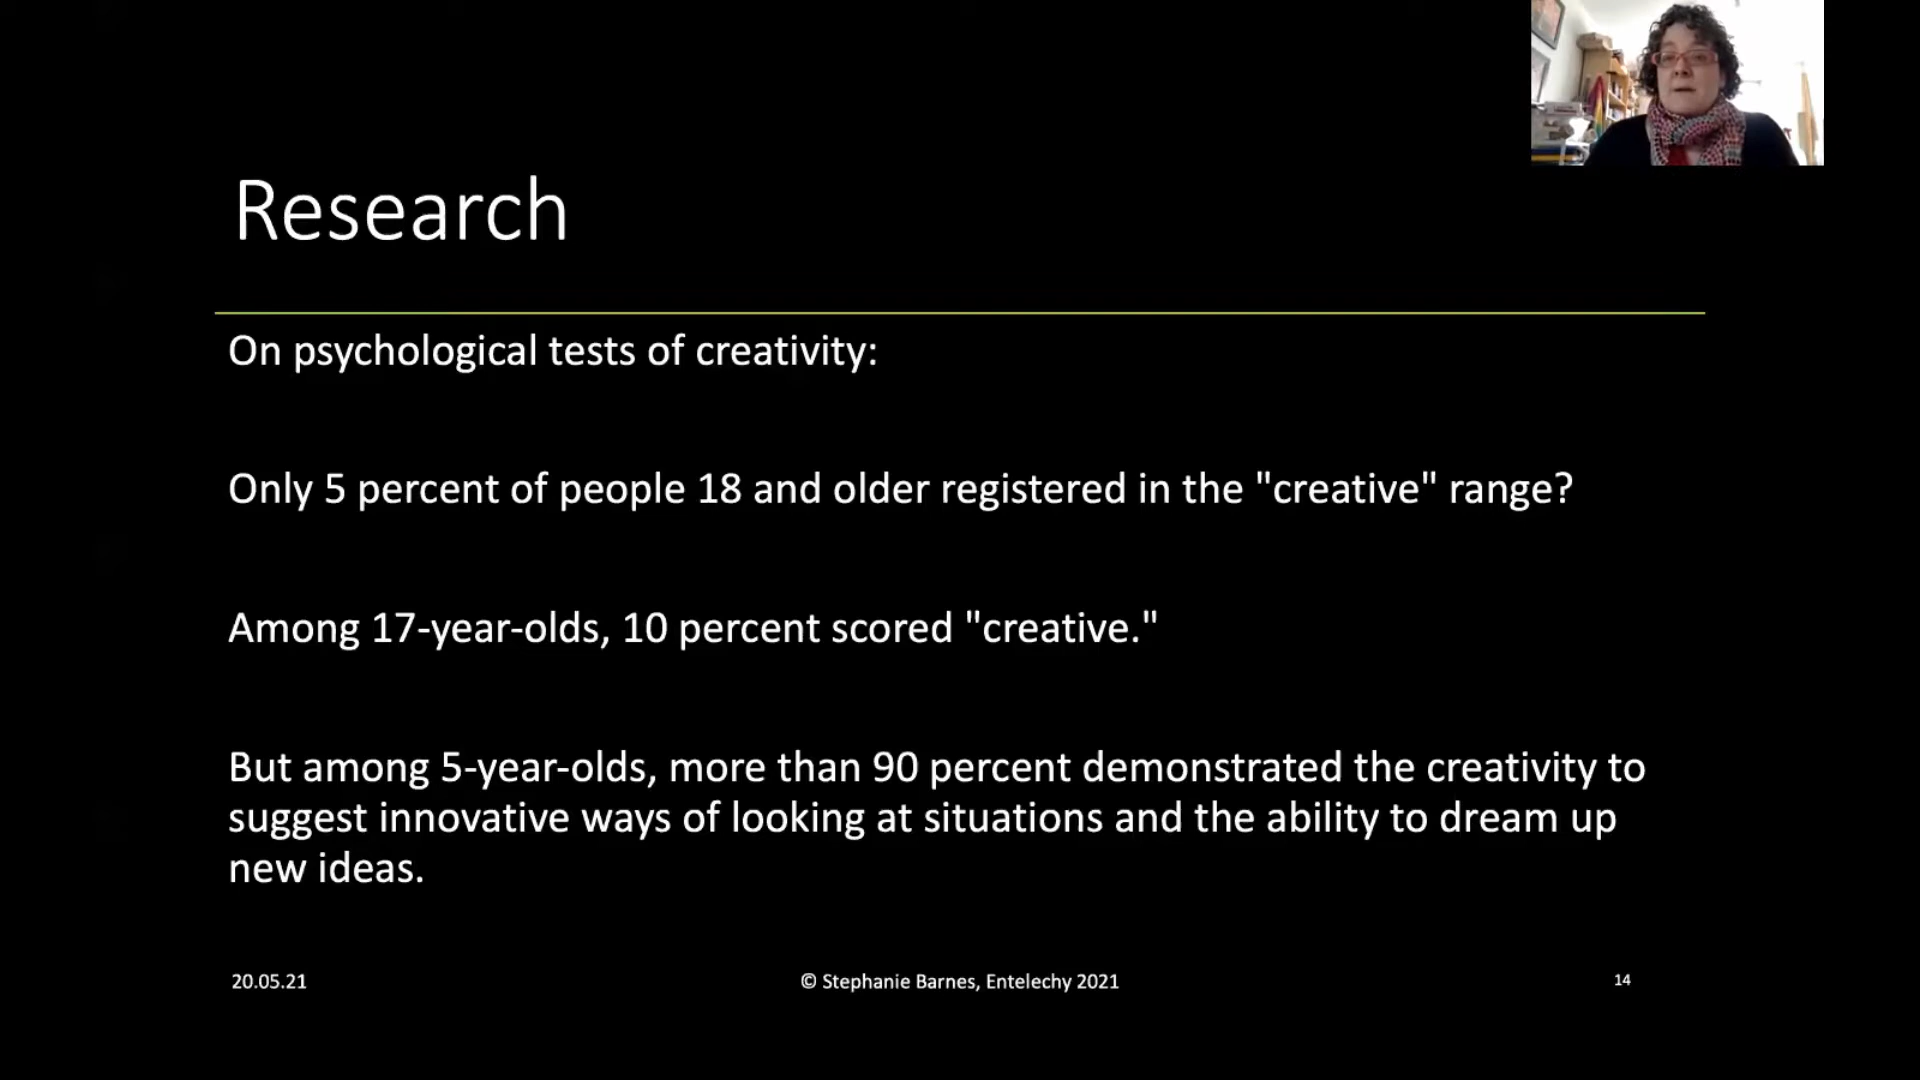 Research
On psychological tests of creativity:
Only 5 percent of people 18 and older registered in the "creative" range?
Among 17-year-olds, 10 percent scored "creative."
But among 5-year-olds, more than 90 percent demonstrated the creativity to
suggest innovative ways of looking at situations and the ability to dream up
new ideas.
20.05.21
© Stephanie Barnes, Entelechy 2021
14